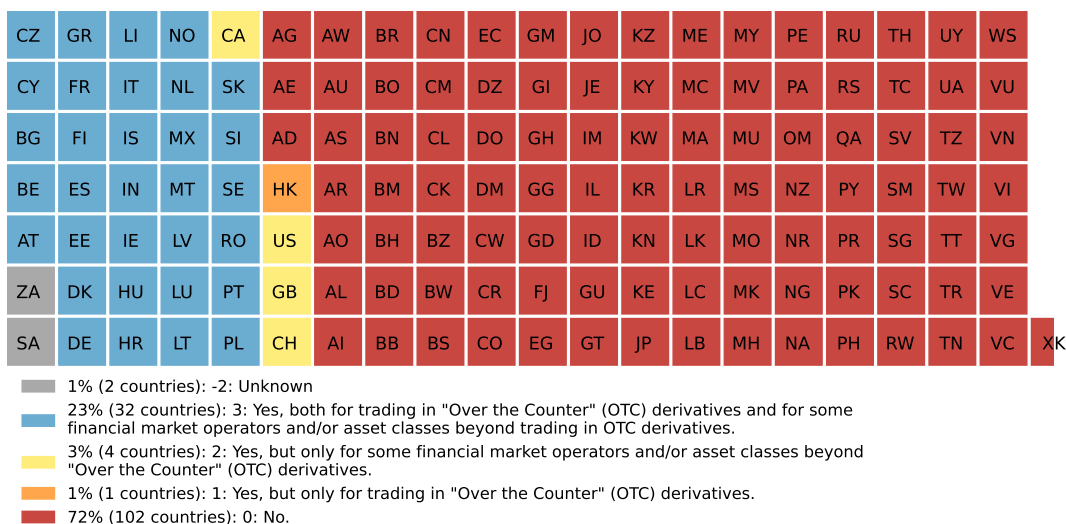 CZ GR LI NO CA AG AW BR CN EC GM JO KZ ME MY PE RU TH UY WS
CY FR IT NL SK AE AU BO CM DZ GI JE KY MC MV PA RS TC UA VU
BG FI IS MX SI AD AS BN CL DO GH IM KW MA MU OM QA SV TZ VN
BE ES IN MT SE HK AR BM CK DM GG IL KR LR MS NZ PY SM TW VI
AT EE IE LV RO US AO BH BZ CW GD ID KN LK MO NR PR SG TT VG
ZA DK HU LU PT GB AL BD BW CR FJ GU KE LC MK NG PK SC TR VE
SA DE HR LT PL CH AI BB BS CO EG GT JP LB MH NA PH RW TN VC XK
1% (2 countries): -2: Unknown
23% (32 countries): 3: Yes, both for trading in "Over the Counter" (OTC) derivatives and for some
financial market operators and/or asset classes beyond trading in OTC derivatives.
3% (4 countries): 2: Yes, but only for some financial market operators and/or asset classes beyond
"Over the Counter" (OTC) derivatives.
1% (1 countries): 1: Yes, but only for trading in "Over the Counter" (OTC) derivatives.
72% (102 countries): 0: No.